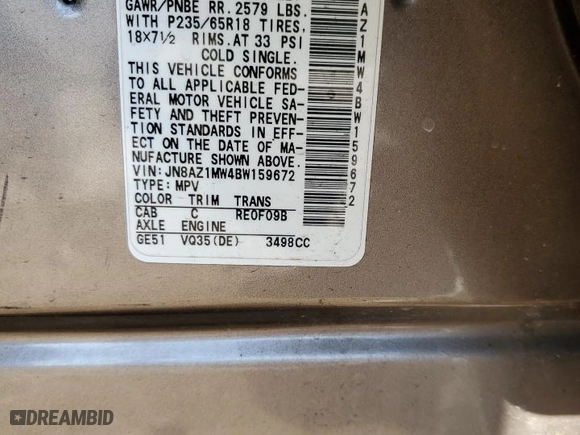 GAWR/PNBE RR. 2579 LBS.
WITH P235/65R18 TIRES,
18×7½ RIMS. AT 33 PSI
COLD SINGLE.
THIS VEHICLE CONFORMS
TO ALL APPLICABLE FED-
ERAL MOTOR VEHICLE SA-
FETY AND THEFT PREVEN-
TION STANDARDS IN EFF-
ECT ON THE DATE OF MA-
NUFACTURE SHOWN ABOVE.
VIN: JN8AZ1MW4BW159672
TYPE: MPV
COLOR TRIM TRANS
CAB C RE0F09B
AXLE ENGINE
GE51 VQ35(DE) 3498CC
AZ1MW4BW159672
DREAMBID